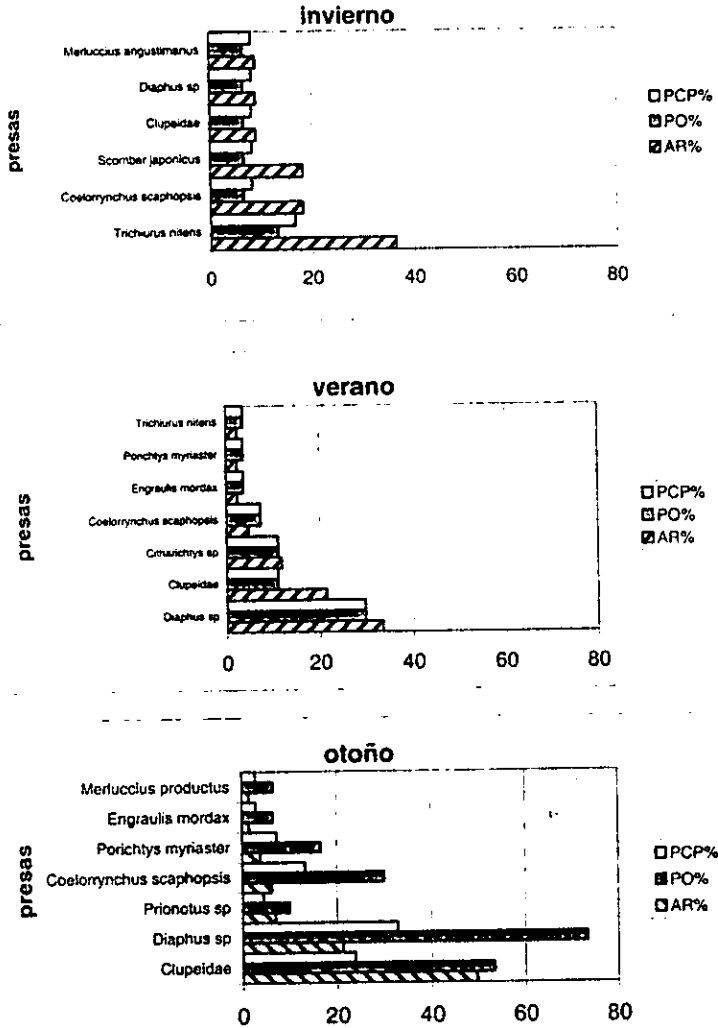 invierno
presas
Merluccius angustimanus
Diaphus sp
Clupeidae
Scomber japonicus
Coelorrynchus scaphopsis
Trichiurus nitens
0 20 40 60 80
PCP%
PO%
AR%
verano
presas
Trichiurus nitens
Porichtys myriaster
Engraulis mordax
Coelorrynchus scaphopsis
Citharichtys sp
Clupeidae
Diaphus sp
0 20 40 60 80
PCP%
PO%
AR%
otoño
presas
Merluccius productus
Engraulis mordax
Porichtys myriaster
Coelorrynchus scaphopsis
Prionotus sp
Diaphus sp
Clupeidae
0 20 40 60 80
PCP%
PO%
AR%